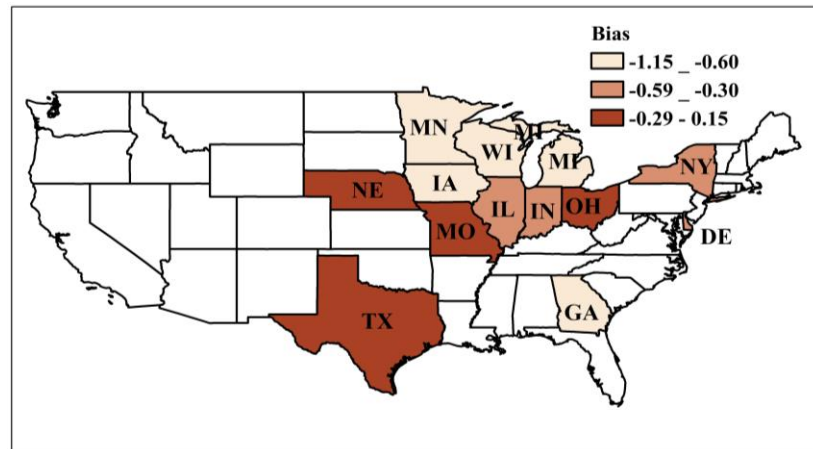 Bias
-1.15 _ -0.60
-0.59 _ -0.30
-0.29 - 0.15
MN
MI
WI
MI
NY
IA
NE
IL
IN
OH
MO
DE
GA
TX